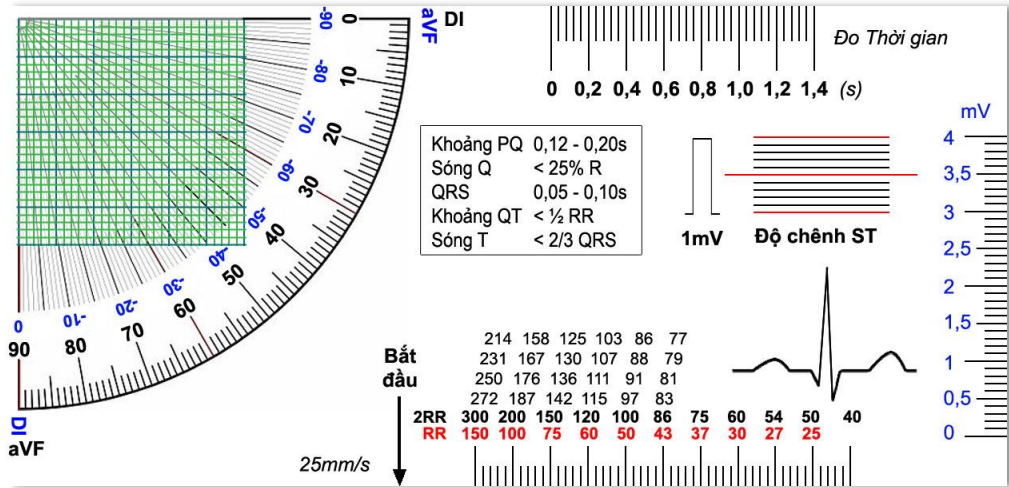 DI
aVF
0
10
20
30
40
50
60
70
80
90
-90
-80
-70
-60
-50
-40
-30
-20
-10
0
DI
aVF
Đo Thời gian
0 0,2 0,4 0,6 0,8 1,0 1,2 1,4 (s)
Khoảng PQ 0,12 - 0,20s
Sóng Q < 25% R
QRS 0,05 - 0,10s
Khoảng QT < ½ RR
Sóng T < 2/3 QRS
1mV
Độ chênh ST
mV
4
3,5
3
2,5
2
1,5
1
0,5
0
Bắt
đầu
214 158 125 103 86 77
231 167 130 107 88 79
250 176 136 111 91 81
272 187 142 115 97 83
2RR 300 200 150 120 100 86 75 60 54 50 40
RR 150 100 75 60 50 43 37 30 27 25
25mm/s